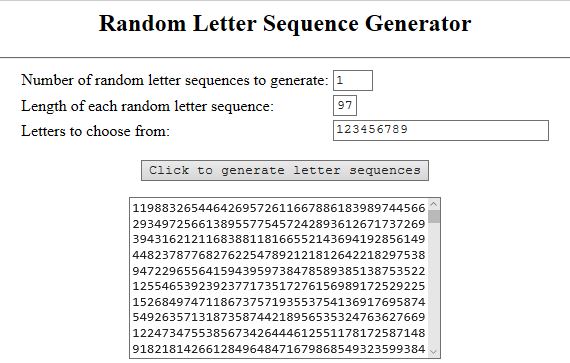 Random Letter Sequence Generator
Number of random letter sequences to generate: 1
Length of each random letter sequence: 97
Letters to choose from: 123456789
Click to generate letter sequences
1198832654464269572611667886183989744566
2934972566138955775457242893612671737269
3943162121168388118166552143694192856149
4482378776827622547892121812642218297538
9472296556415943959738478589385138753522
1255465392392377173517276156989172529225
1526849747118673757193553754136917695874
5492635713187358744218956535324763627669
1224734755385673426444612555117817258 7148
9182181426612849648471679868549323599384